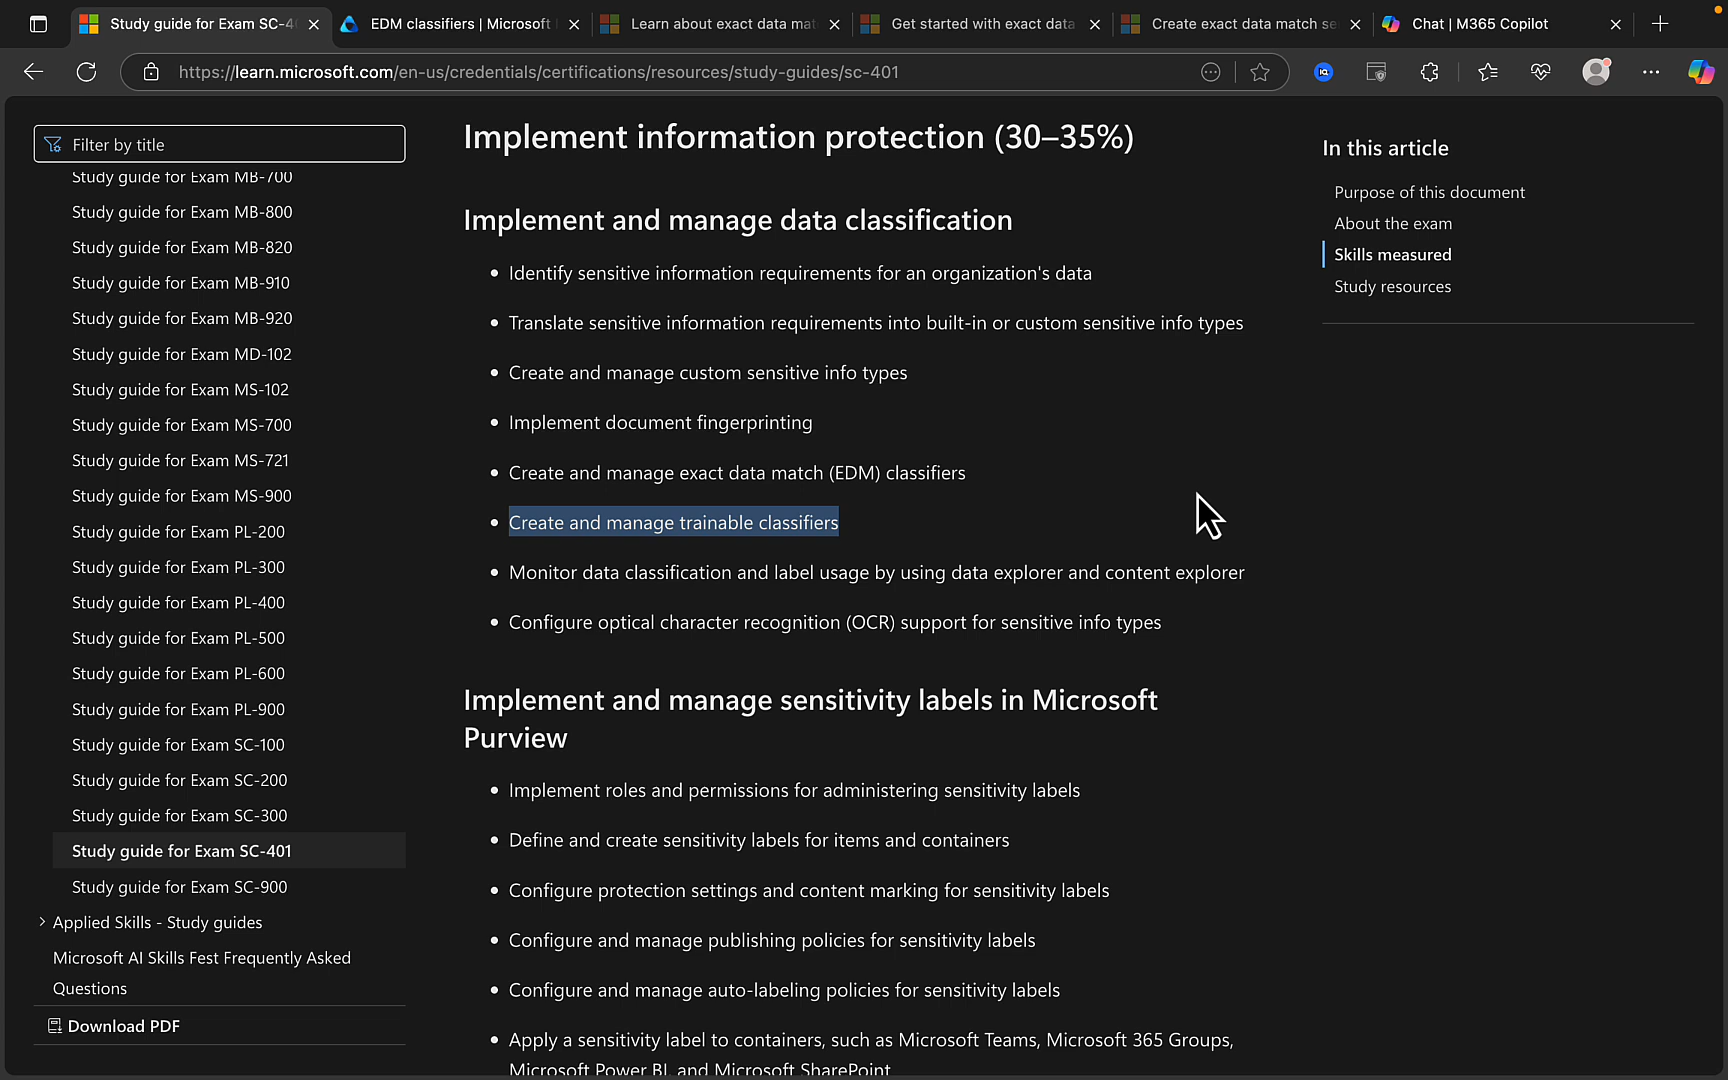 Study guide for Exam SC-4
EDM classifiers | Microsoft
Learn about exact data mat
Get started with exact data
Create exact data match se
Chat | M365 Copilot
https://learn.microsoft.com/en-us/credentials/certifications/resources/study-guides/sc-401
Filter by title
Study guide for Exam MB-700
Study guide for Exam MB-800
Study guide for Exam MB-820
Study guide for Exam MB-910
Study guide for Exam MB-920
Study guide for Exam MD-102
Study guide for Exam MS-102
Study guide for Exam MS-700
Study guide for Exam MS-721
Study guide for Exam MS-900
Study guide for Exam PL-200
Study guide for Exam PL-300
Study guide for Exam PL-400
Study guide for Exam PL-500
Study guide for Exam PL-600
Study guide for Exam PL-900
Study guide for Exam SC-100
Study guide for Exam SC-200
Study guide for Exam SC-300
Study guide for Exam SC-401
Study guide for Exam SC-900
Applied Skills - Study guides
Microsoft AI Skills Fest Frequently Asked
Questions
Download PDF
Implement information protection (30–35%)
Implement and manage data classification
• Identify sensitive information requirements for an organization's data
• Translate sensitive information requirements into built-in or custom sensitive info types
• Create and manage custom sensitive info types
• Implement document fingerprinting
• Create and manage exact data match (EDM) classifiers
• Create and manage trainable classifiers
• Monitor data classification and label usage by using data explorer and content explorer
• Configure optical character recognition (OCR) support for sensitive info types
Implement and manage sensitivity labels in Microsoft
Purview
• Implement roles and permissions for administering sensitivity labels
• Define and create sensitivity labels for items and containers
• Configure protection settings and content marking for sensitivity labels
• Configure and manage publishing policies for sensitivity labels
• Configure and manage auto-labeling policies for sensitivity labels
• Apply a sensitivity label to containers, such as Microsoft Teams, Microsoft 365 Groups,
Microsoft Power BI, and Microsoft SharePoint
In this article
Purpose of this document
About the exam
Skills measured
Study resources